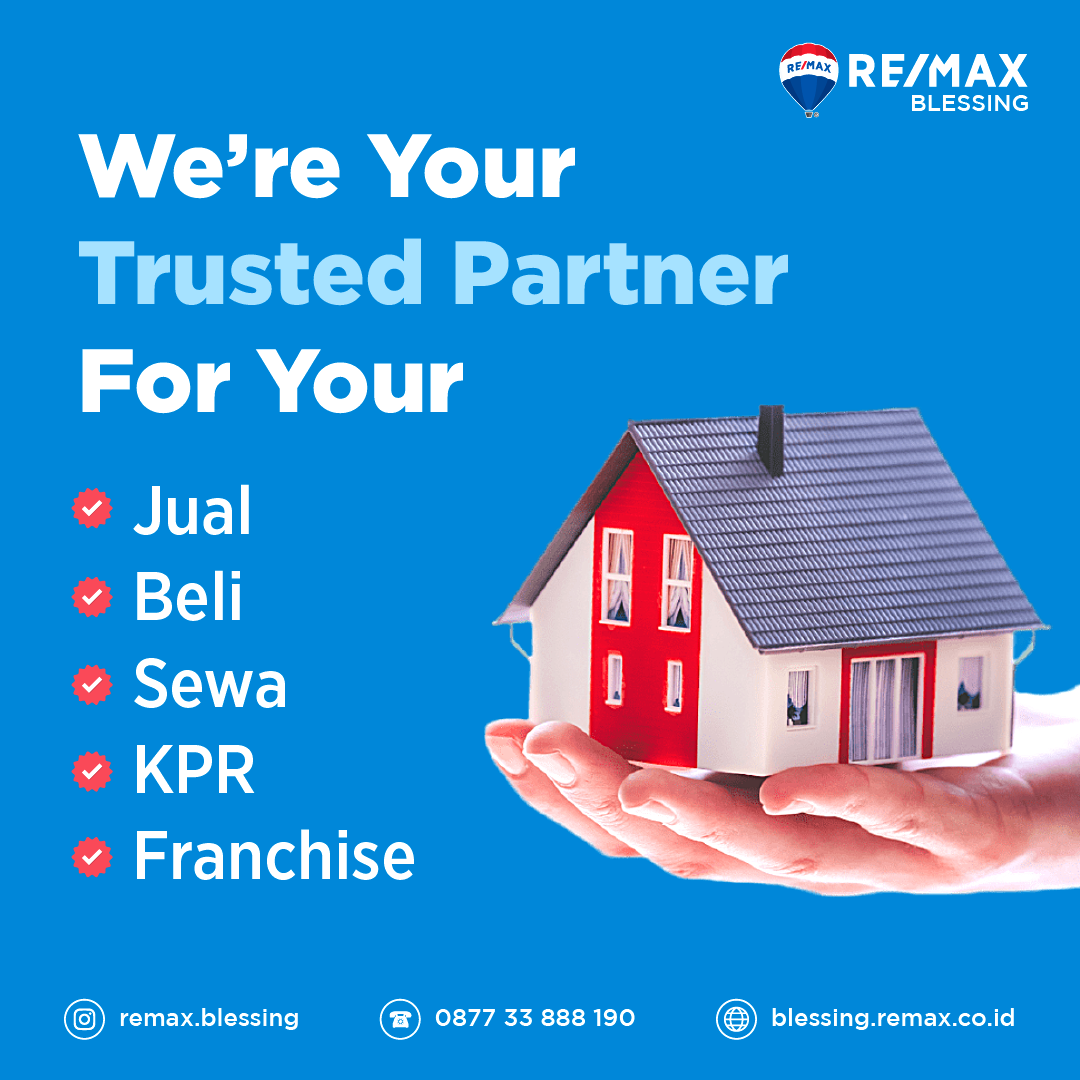 RE/MAX
RE/MAX
BLESSING
We’re Your
Trusted Partner
For Your
Jual
Beli
Sewa
KPR
Franchise
remax.blessing
0877 33 888 190
blessing.remax.co.id